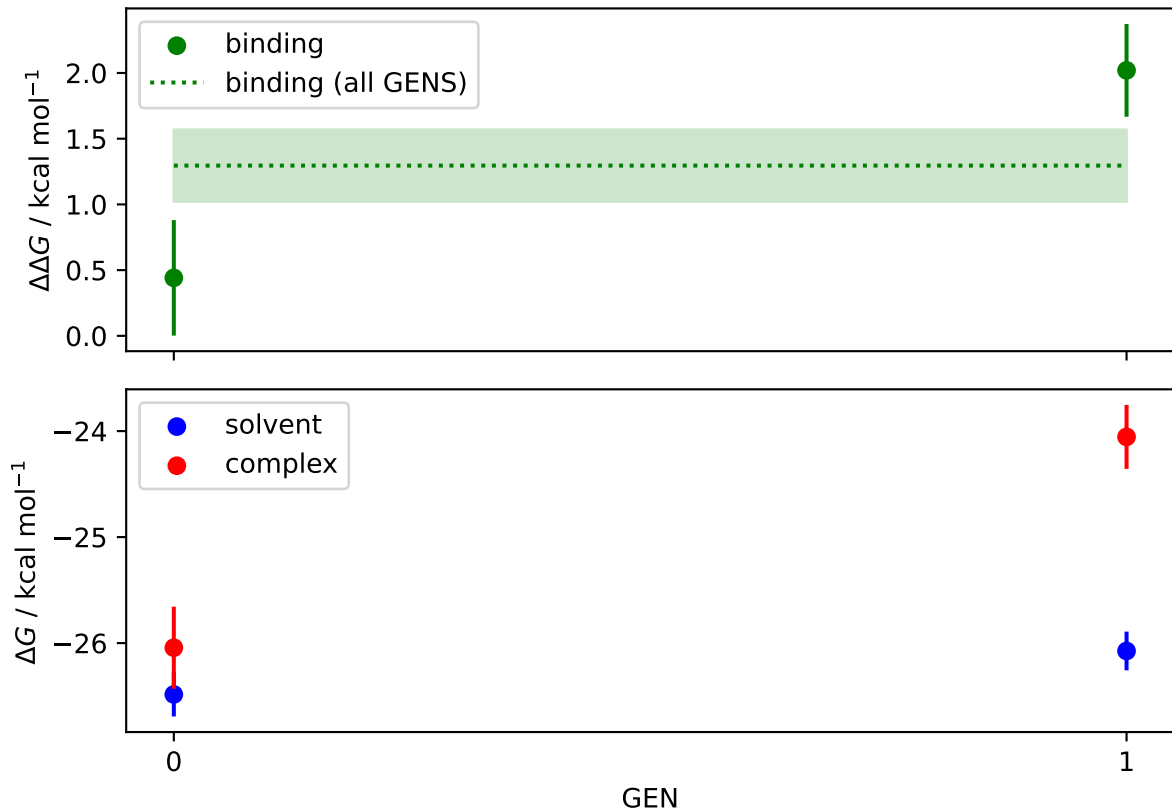 binding
binding (all GENS)
ΔΔG / kcal mol⁻¹
2.0
1.5
1.0
0.5
0.0
solvent
complex
ΔG / kcal mol⁻¹
−24
−25
−26
0
1
GEN